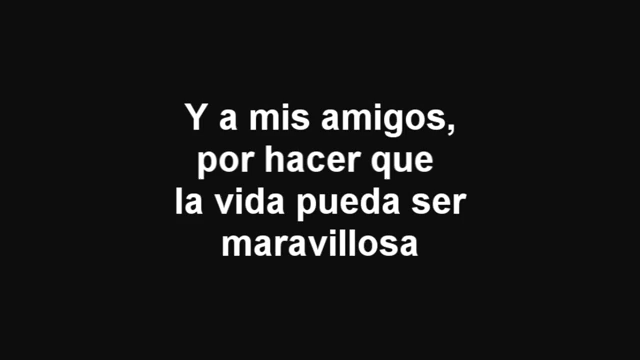 Y a mis amigos,
por hacer que
la vida pueda ser
maravillosa